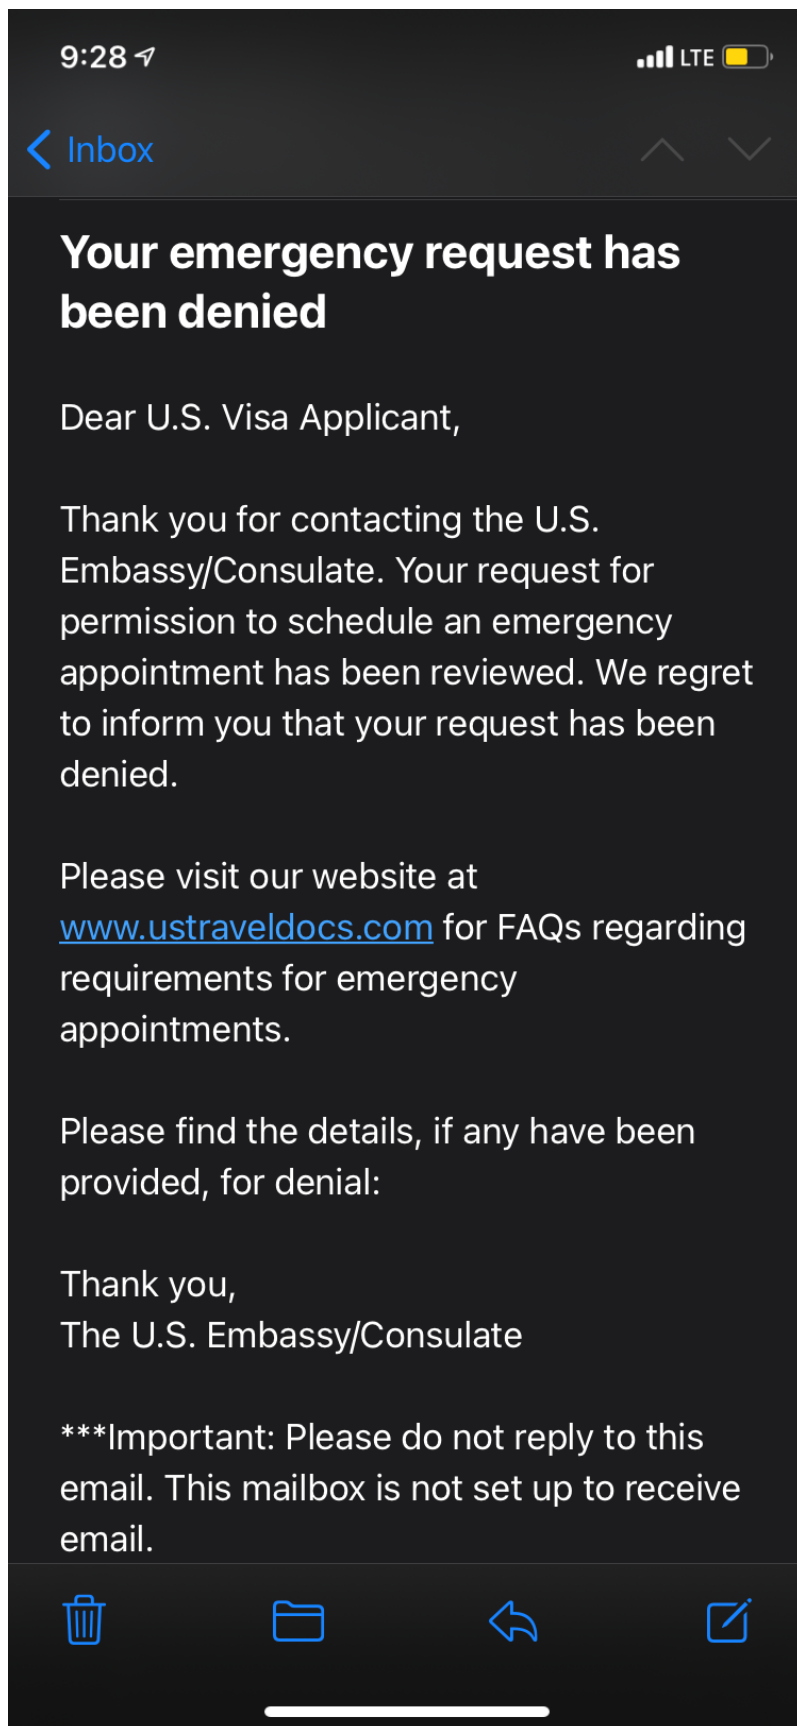 9:28
LTE
Inbox
Your emergency request has
been denied
Dear U.S. Visa Applicant,
Thank you for contacting the U.S.
Embassy/Consulate. Your request for
permission to schedule an emergency
appointment has been reviewed. We regret
to inform you that your request has been
denied.
Please visit our website at
www.ustraveldocs.com for FAQs regarding
requirements for emergency
appointments.
Please find the details, if any have been
provided, for denial:
Thank you,
The U.S. Embassy/Consulate
***Important: Please do not reply to this
email. This mailbox is not set up to receive
email.